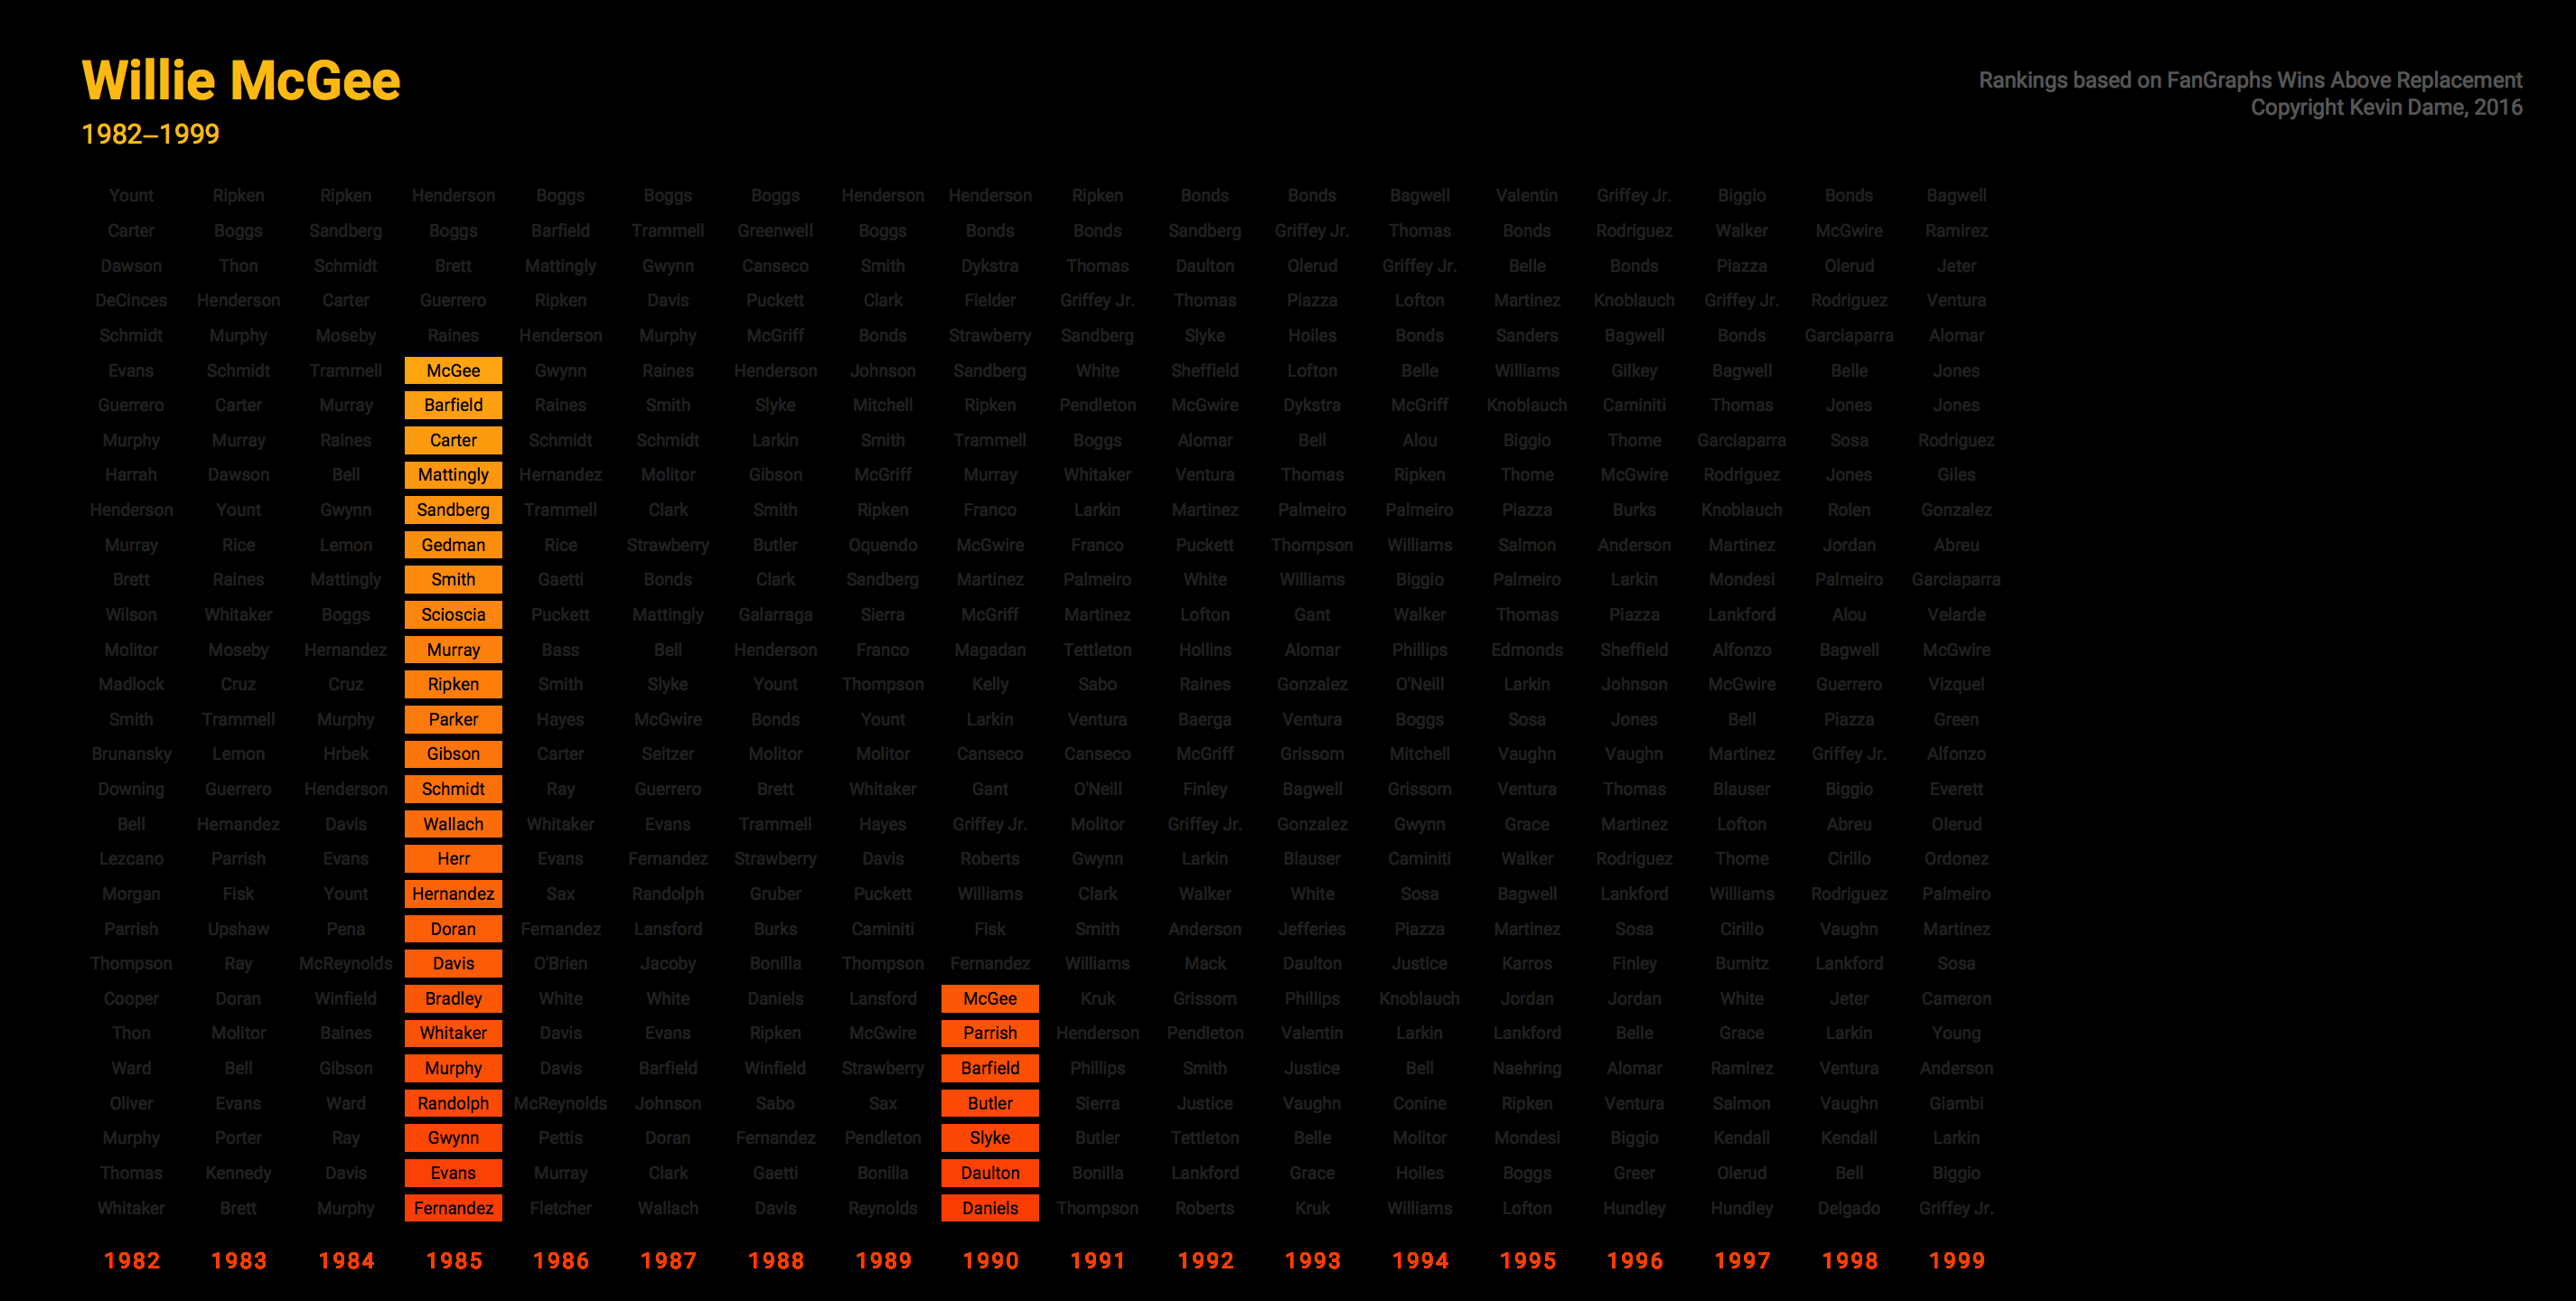 Willie McGee
1982–1999
Rankings based on FanGraphs Wins Above Replacement
Copyright Kevin Dame, 2016
Yount Ripken Ripken Henderson Boggs Boggs Boggs Henderson Henderson Ripken Bonds Bonds Bagwell Valentin Griffey Jr. Biggio Bonds Bagwell
Carter Boggs Sandberg Boggs Barfield Trammell Greenwell Boggs Bonds Bonds Sandberg Griffey Jr. Thomas Bonds Rodriguez Walker McGwire Ramirez
Dawson Thon Schmidt Brett Mattingly Gwynn Canseco Smith Dykstra Thomas Daulton Olerud Griffey Jr. Belle Bonds Piazza Olerud Jeter
DeCinces Henderson Carter Guerrero Ripken Davis Puckett Clark Fielder Griffey Jr. Thomas Piazza Lofton Martinez Knoblauch Griffey Jr. Rodriguez Ventura
Schmidt Murphy Moseby Raines Henderson Murphy McGriff Bonds Strawberry Sandberg Slyke Hoiles Bonds Sanders Bagwell Bonds Garciaparra Alomar
Evans Schmidt Trammell McGee Gwynn Raines Henderson Johnson Sandberg White Sheffield Lofton Belle Williams Gilkey Bagwell Belle Jones
Guerrero Carter Murray Barfield Raines Smith Slyke Mitchell Ripken Pendleton McGwire Dykstra McGriff Knoblauch Caminiti Thomas Jones Jones
Murphy Murray Raines Carter Schmidt Schmidt Larkin Smith Trammell Boggs Alomar Bell Alou Biggio Thome Garciaparra Sosa Rodriguez
Harrah Dawson Bell Mattingly Hernandez Molitor Gibson McGriff Murray Whitaker Ventura Thomas Ripken Thome McGwire Rodriguez Jones Giles
Henderson Yount Gwynn Sandberg Trammell Clark Smith Ripken Franco Larkin Martinez Palmeiro Palmeiro Piazza Burks Knoblauch Rolen Gonzalez
Murray Rice Lemon Gedman Rice Strawberry Butler Oquendo McGwire Franco Puckett Thompson Williams Salmon Anderson Martinez Jordan Abreu
Brett Raines Mattingly Smith Gaetti Bonds Clark Sandberg Martinez Palmeiro White Williams Biggio Palmeiro Larkin Mondesi Palmeiro Garciaparra
Wilson Whitaker Boggs Scioscia Puckett Mattingly Galarraga Sierra McGriff Martinez Lofton Gant Walker Thomas Piazza Lankford Alou Velarde
Molitor Moseby Hernandez Murray Bass Bell Henderson Franco Magadan Tettleton Hollins Alomar Phillips Edmonds Sheffield Alfonzo Bagwell McGwire
Madlock Cruz Cruz Ripken Smith Slyke Yount Thompson Kelly Sabo Raines Gonzalez O'Neill Larkin Johnson McGwire Guerrero Vizquel
Smith Trammell Murphy Parker Hayes McGwire Bonds Yount Larkin Ventura Baerga Ventura Boggs Sosa Jones Bell Piazza Green
Brunansky Lemon Hrbek Gibson Carter Seitzer Molitor Molitor Canseco Canseco McGriff Grissom Mitchell Vaughn Vaughn Martinez Griffey Jr. Alfonzo
Downing Guerrero Henderson Schmidt Ray Guerrero Brett Whitaker Gant O'Neill Finley Bagwell Grissom Ventura Thomas Blauser Biggio Everett
Bell Hernandez Davis Wallach Whitaker Evans Trammell Hayes Griffey Jr. Molitor Griffey Jr. Gonzalez Gwynn Grace Martinez Lofton Abreu Olerud
Lezcano Parrish Evans Herr Evans Fernandez Strawberry Davis Roberts Gwynn Larkin Blauser Caminiti Walker Rodriguez Thome Cirillo Ordonez
Morgan Fisk Yount Hernandez Sax Randolph Gruber Puckett Williams Clark Walker White Sosa Bagwell Lankford Williams Rodriguez Palmeiro
Parrish Upshaw Pena Doran Fernandez Lansford Burks Caminiti Fisk Smith Anderson Jefferies Piazza Martinez Sosa Cirillo Vaughn Martinez
Thompson Ray McReynolds Davis O'Brien Jacoby Bonilla Thompson Fernandez Williams Mack Daulton Justice Karros Finley Burnitz Lankford Sosa
Cooper Doran Winfield Bradley White White Daniels Lansford McGee Kruk Grissom Phillips Knoblauch Jordan Jordan White Jeter Cameron
Thon Molitor Baines Whitaker Davis Evans Ripken McGwire Parrish Henderson Pendleton Valentin Larkin Lankford Belle Grace Larkin Young
Ward Bell Gibson Murphy Davis Barfield Winfield Strawberry Barfield Phillips Smith Justice Bell Naehring Alomar Ramirez Ventura Anderson
Oliver Evans Ward Randolph McReynolds Johnson Sabo Sax Butler Sierra Justice Vaughn Conine Ripken Ventura Salmon Vaughn Giambi
Murphy Porter Ray Gwynn Pettis Doran Fernandez Pendleton Slyke Butler Tettleton Belle Molitor Mondesi Biggio Kendall Kendall Larkin
Thomas Kennedy Davis Evans Murray Clark Gaetti Bonilla Daulton Bonilla Lankford Grace Hoiles Boggs Greer Olerud Bell Biggio
Whitaker Brett Murphy Fernandez Fletcher Wallach Davis Reynolds Daniels Thompson Roberts Kruk Williams Lofton Hundley Hundley Delgado Griffey Jr.
1982 1983 1984 1985 1986 1987 1988 1989 1990 1991 1992 1993 1994 1995 1996 1997 1998 1999